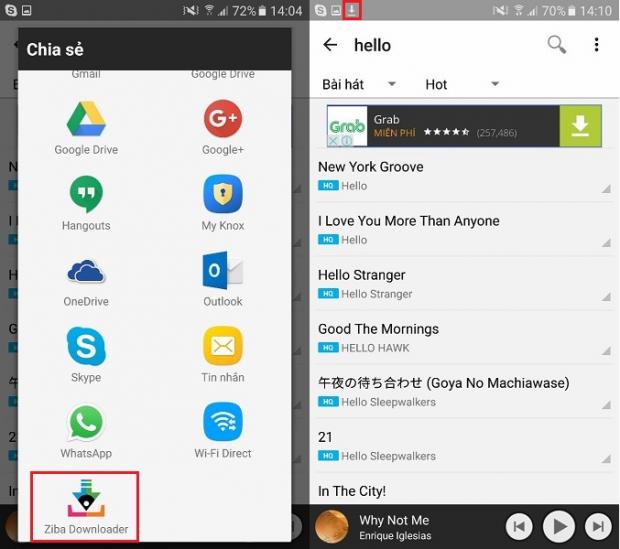 72% 14:04
Chia sẻ
Gmail
Google Drive
Google Drive
Google+
Hangouts
My Knox
OneDrive
Outlook
Skype
Tin nhắn
WhatsApp
Wi-Fi Direct
Ziba Downloader
70% 14:10
hello
Bài hát
Hot
Grab
Grab
MIỄN PHÍ (257,486)
New York Groove
HQ Hello
I Love You More Than Anyone
HQ Hello
Hello Stranger
HQ Hello Stranger
Good The Mornings
HQ HELLO HAWK
午夜の待ち合わせ (Goya No Machiawase)
HQ Hello Sleepwalkers
21
HQ Hello Sleepwalkers
In The City!
Why Not Me
Enrique Iglesias